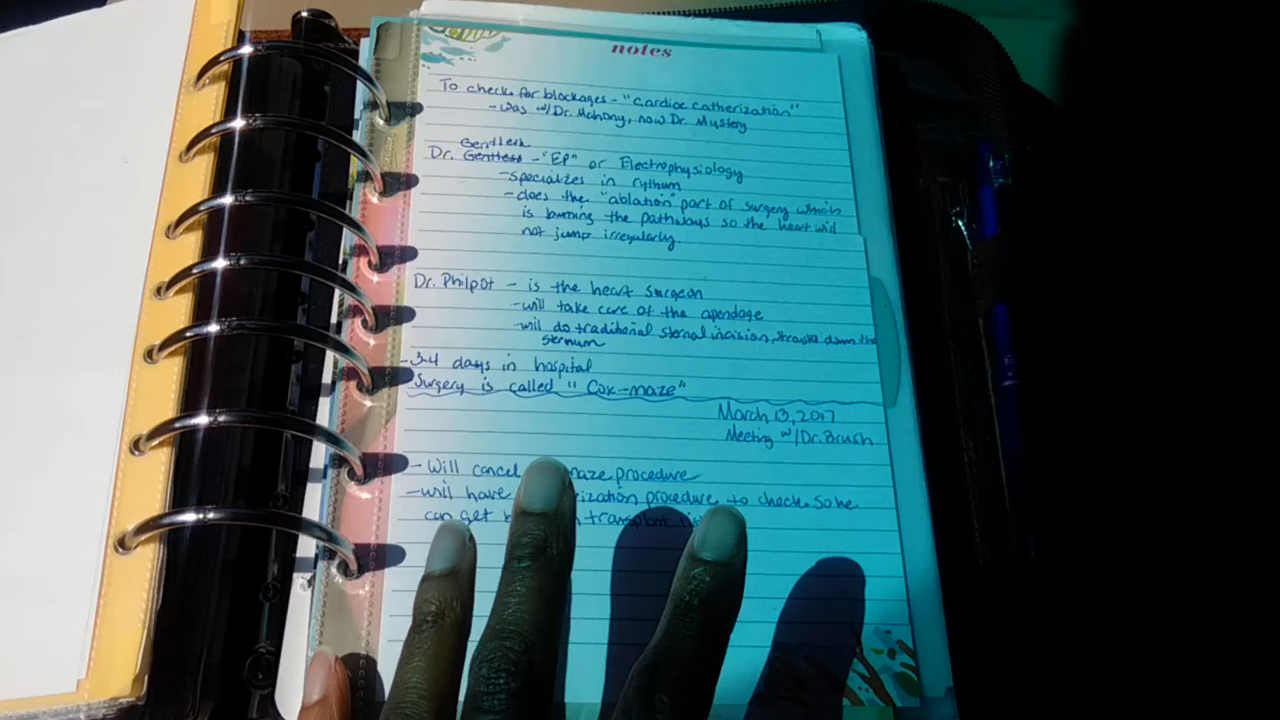 notes
To check for blockages - "Cardiac catherization"
- was w/Dr. Mahony, now Dr. Mystery
Dr. - "EP" or Electrophysiology
- specializes in rythum
- does the "ablation" part of surgery which
is burning the pathways so the heart will
not jump irregularly.
Dr. Philpot - is the heart surgeon
- will take care of the apendage
- will do traditional sternal incision, down the
sternum
- 3-4 days in hospital
Surgery is called "Cox-maze"
March 13, 2017
Meeting w/Dr. Brush
- Will cancel maze procedure
- will have procedure to check so he
can get transplant